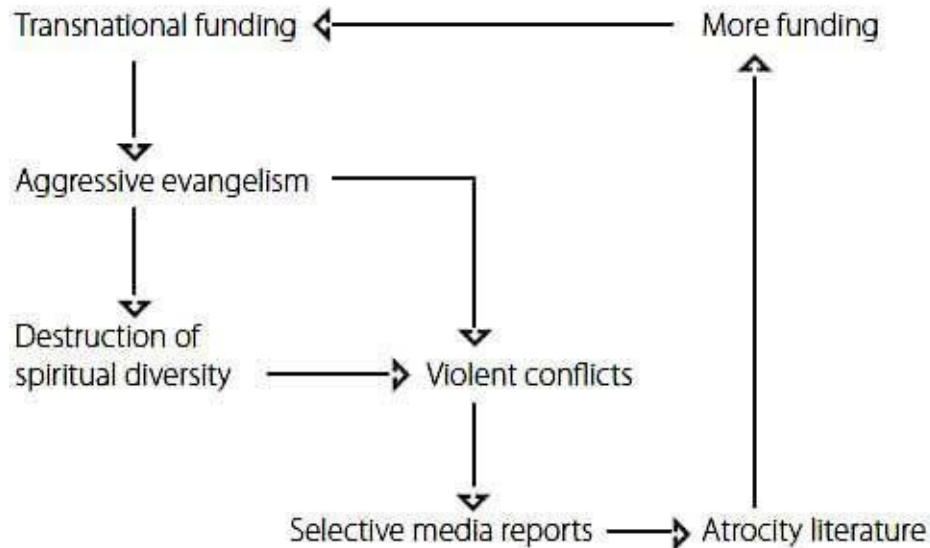 Transnational funding
More funding
Aggressive evangelism
Destruction of
spiritual diversity
Violent conflicts
Selective media reports
Atrocity literature